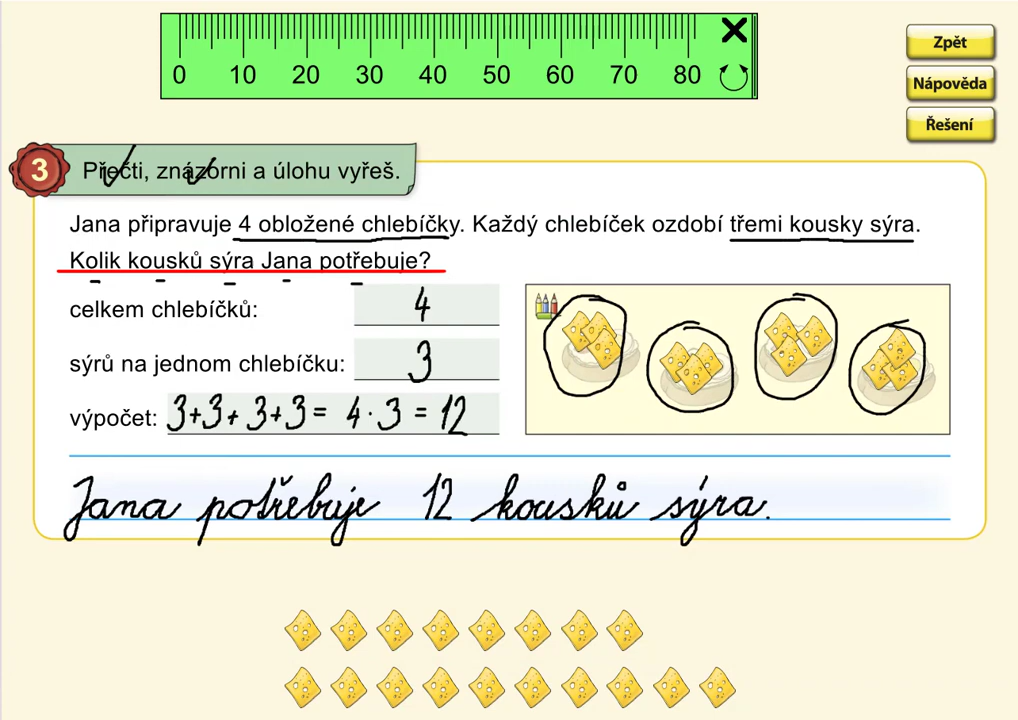 0 10 20 30 40 50 60 70 80
Zpět
Nápověda
Řešení
3 Přečti, znázorni a úlohu vyřeš.
Jana připravuje 4 obložené chlebíčky. Každý chlebíček ozdobí třemi kousky sýra.
Kolik kousků sýra Jana potřebuje?
celkem chlebíčků: 4
sýrů na jednom chlebíčku: 3
výpočet: 3+3+3+3= 4·3 = 12
Jana potřebuje 12 kousků sýra.